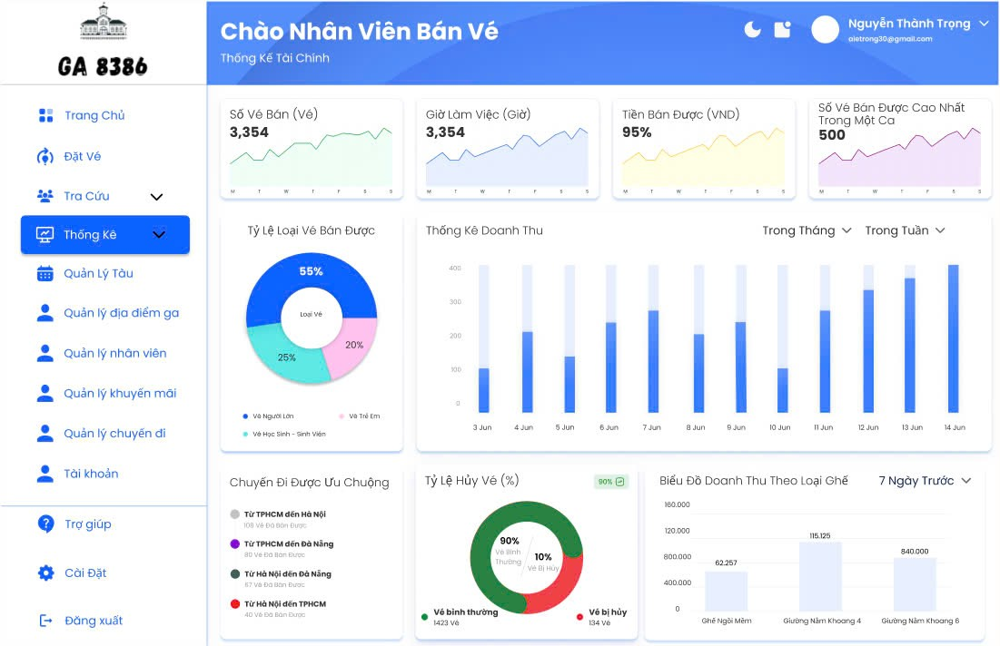 GA 8386
Chào Nhân Viên Bán Vé
Thống Kế Tài Chính
Nguyễn Thành Trọng
aietrong30@gmail.com
Trang Chủ
Đặt Vé
Tra Cứu
Thống Kê
Quản Lý Tàu
Quản lý địa điểm ga
Quản lý nhân viên
Quản lý khuyến mãi
Quản lý chuyến đi
Tài khoản
Trợ giúp
Cài Đặt
Đăng xuất
Số Vé Bán (Vé)
3,354
M T W T F S S
Giờ Làm Việc (Giờ)
3,354
M T W T F S S
Tiền Bán Được (VND)
95%
M T W T F S S
Số Vé Bán Được Cao Nhất
Trong Một Ca
500
M T W T F S S
Tỷ Lệ Loại Vé Bán Được
55%
Loại Vé
20%
25%
Vé Người Lớn
Vé Trẻ Em
Vé Học Sinh - Sinh Viên
Thống Kê Doanh Thu
Trong Tháng
Trong Tuần
400
300
200
100
0
3 Jun 4 Jun 5 Jun 6 Jun 7 Jun 8 Jun 9 Jun 10 Jun 11 Jun 12 Jun 13 Jun 14 Jun
Chuyến Đi Được Ưu Chuộng
Từ TPHCM đến Hà Nội
108 Vé Đã Bán Được
Từ TPHCM đến Đà Nẵng
80 Vé Đã Bán Được
Từ Hà Nội đến Đà Nẵng
67 Vé Đã Bán Được
Từ Hà Nội đến TPHCM
40 Vé Đã Bán Được
Tỷ Lệ Hủy Vé (%)
90%
90%
Vé Bình
Thường
10%
Vé Bị Hủy
Vé bình thường
1423 Vé
Vé bị hủy
134 Vé
Biểu Đồ Doanh Thu Theo Loại Ghế
7 Ngày Trước
160.000
120.000
800.000
400.000
0
62.257
115.125
840.000
Ghế Ngồi Mềm
Giường Nằm Khoang 4
Giường Nằm Khoang 6